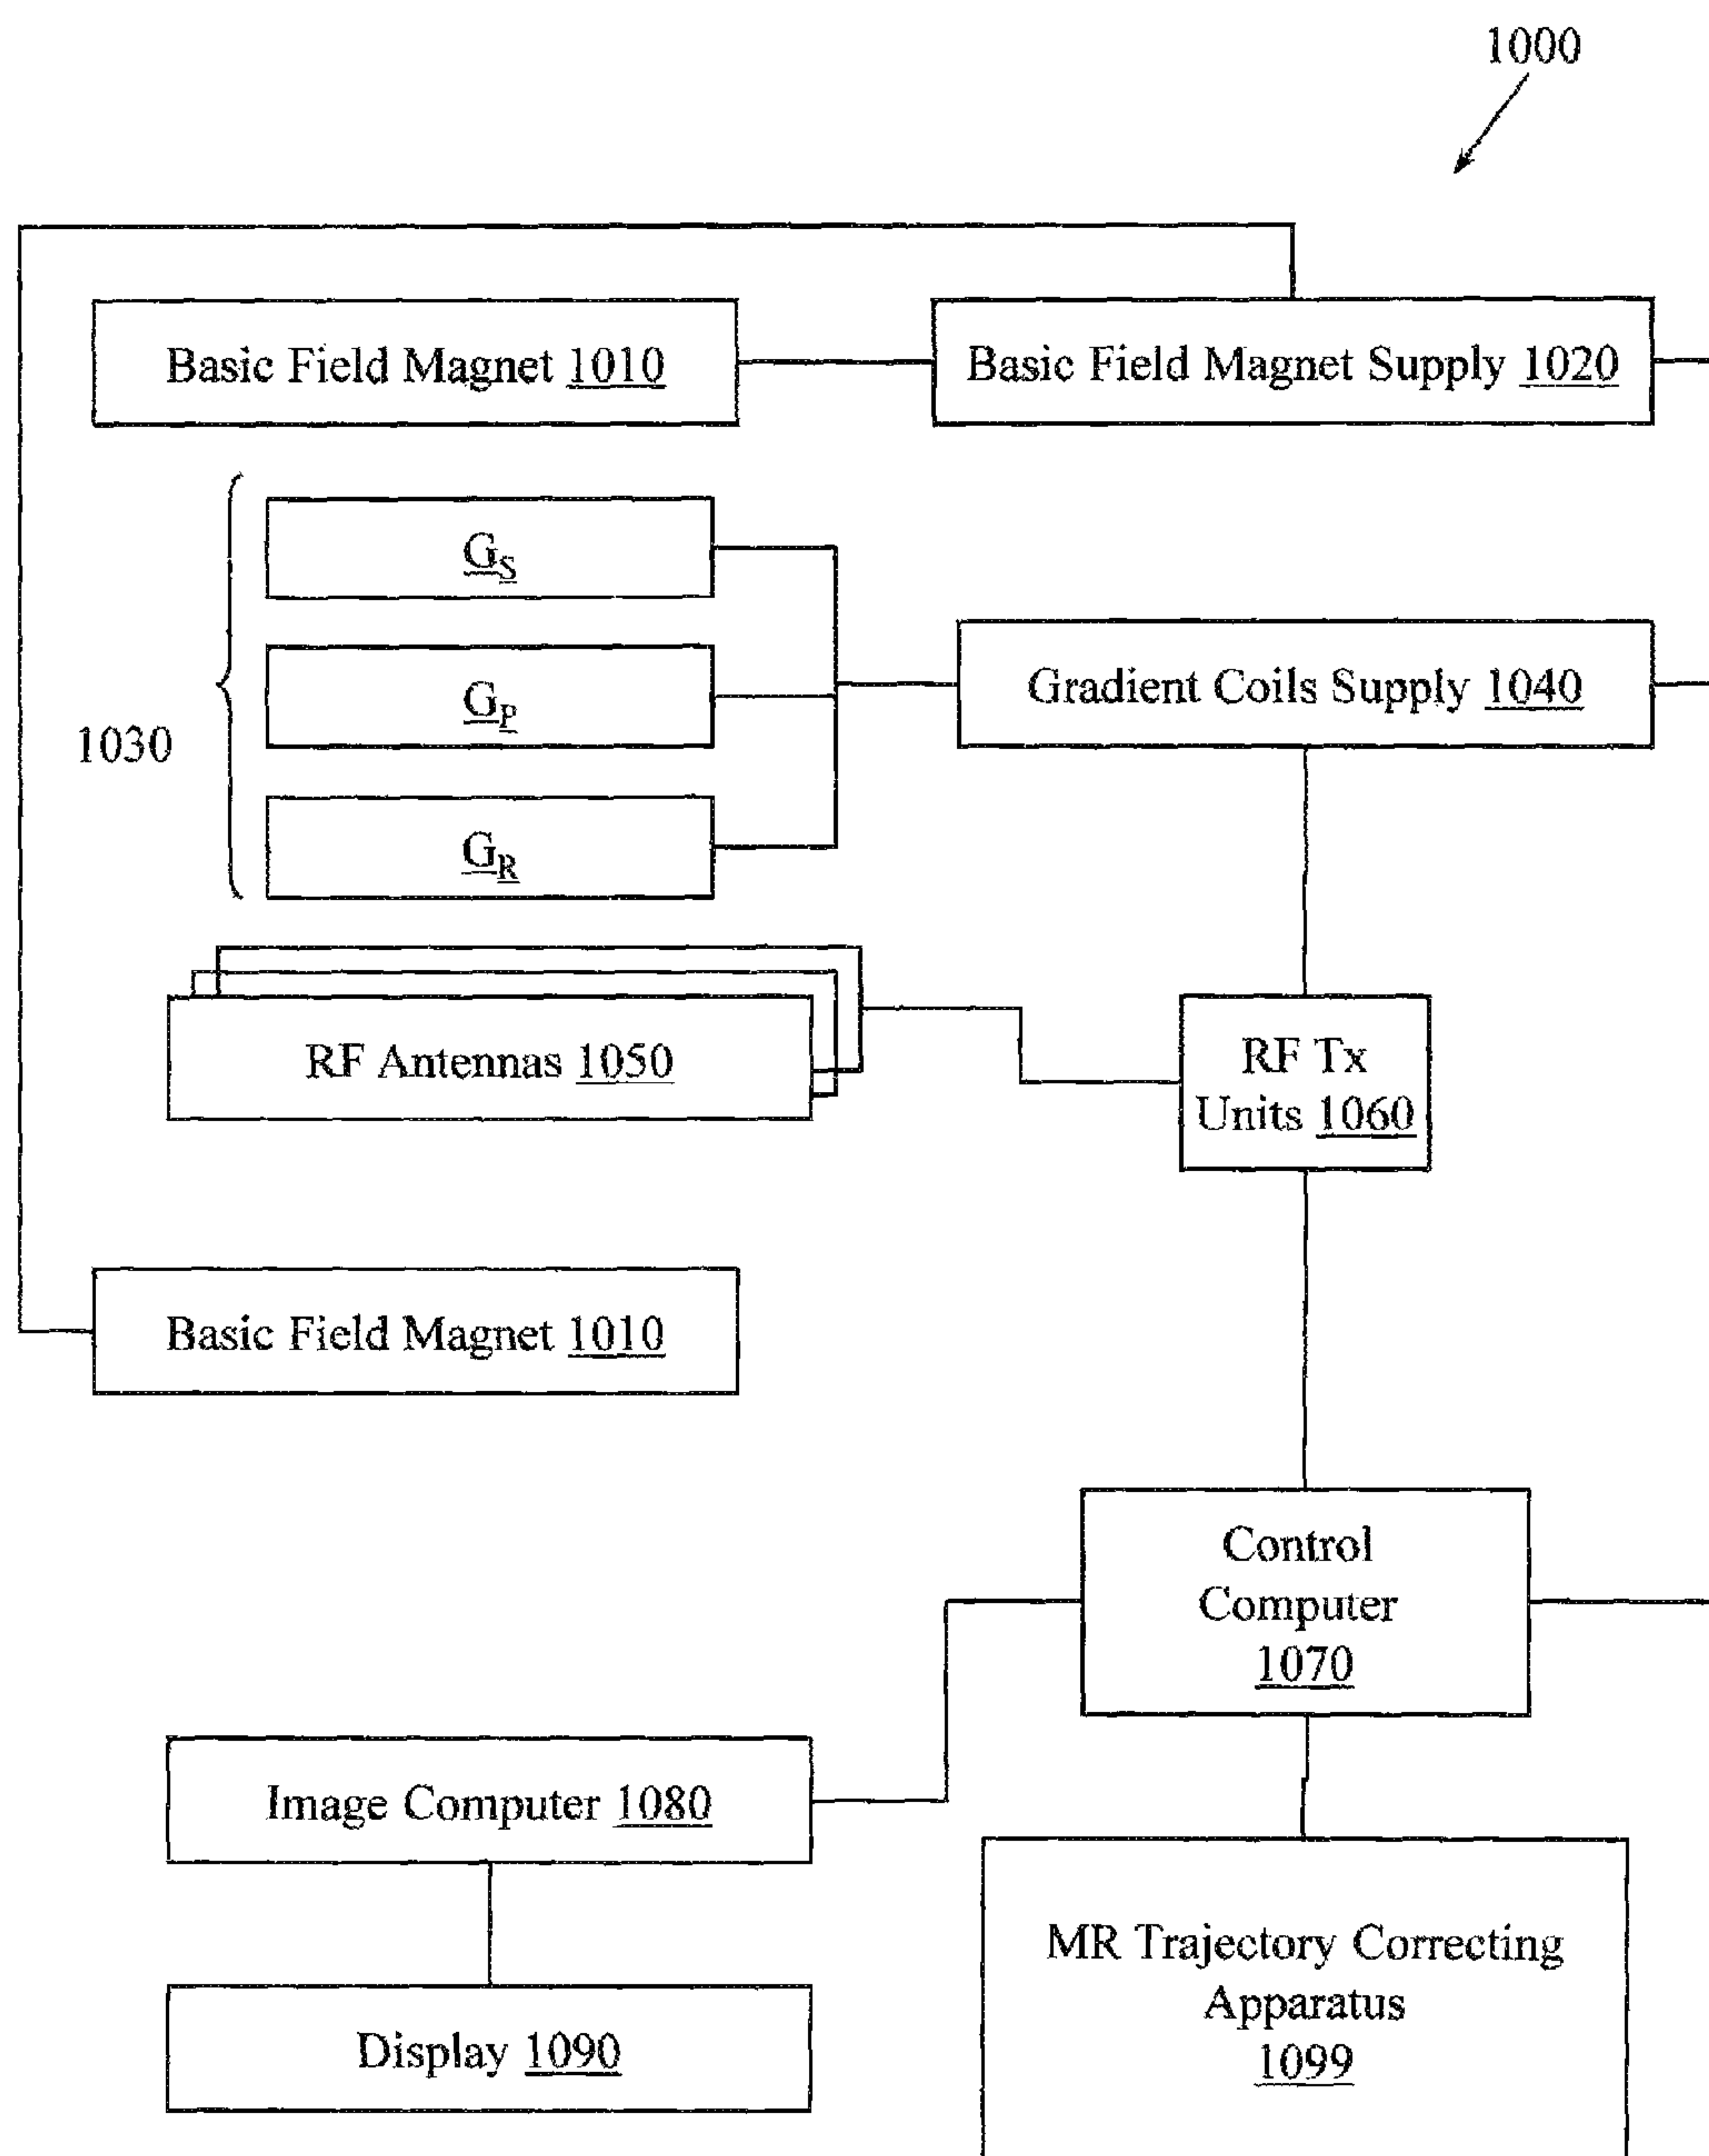 1000
Basic Field Magnet 1010
Basic Field Magnet Supply 1020
GS
GP
GR
1030
Gradient Coils Supply 1040
RF Antennas 1050
RF Tx
Units 1060
Basic Field Magnet 1010
Control
Computer
1070
Image Computer 1080
MR Trajectory Correcting
Apparatus
1099
Display 1090